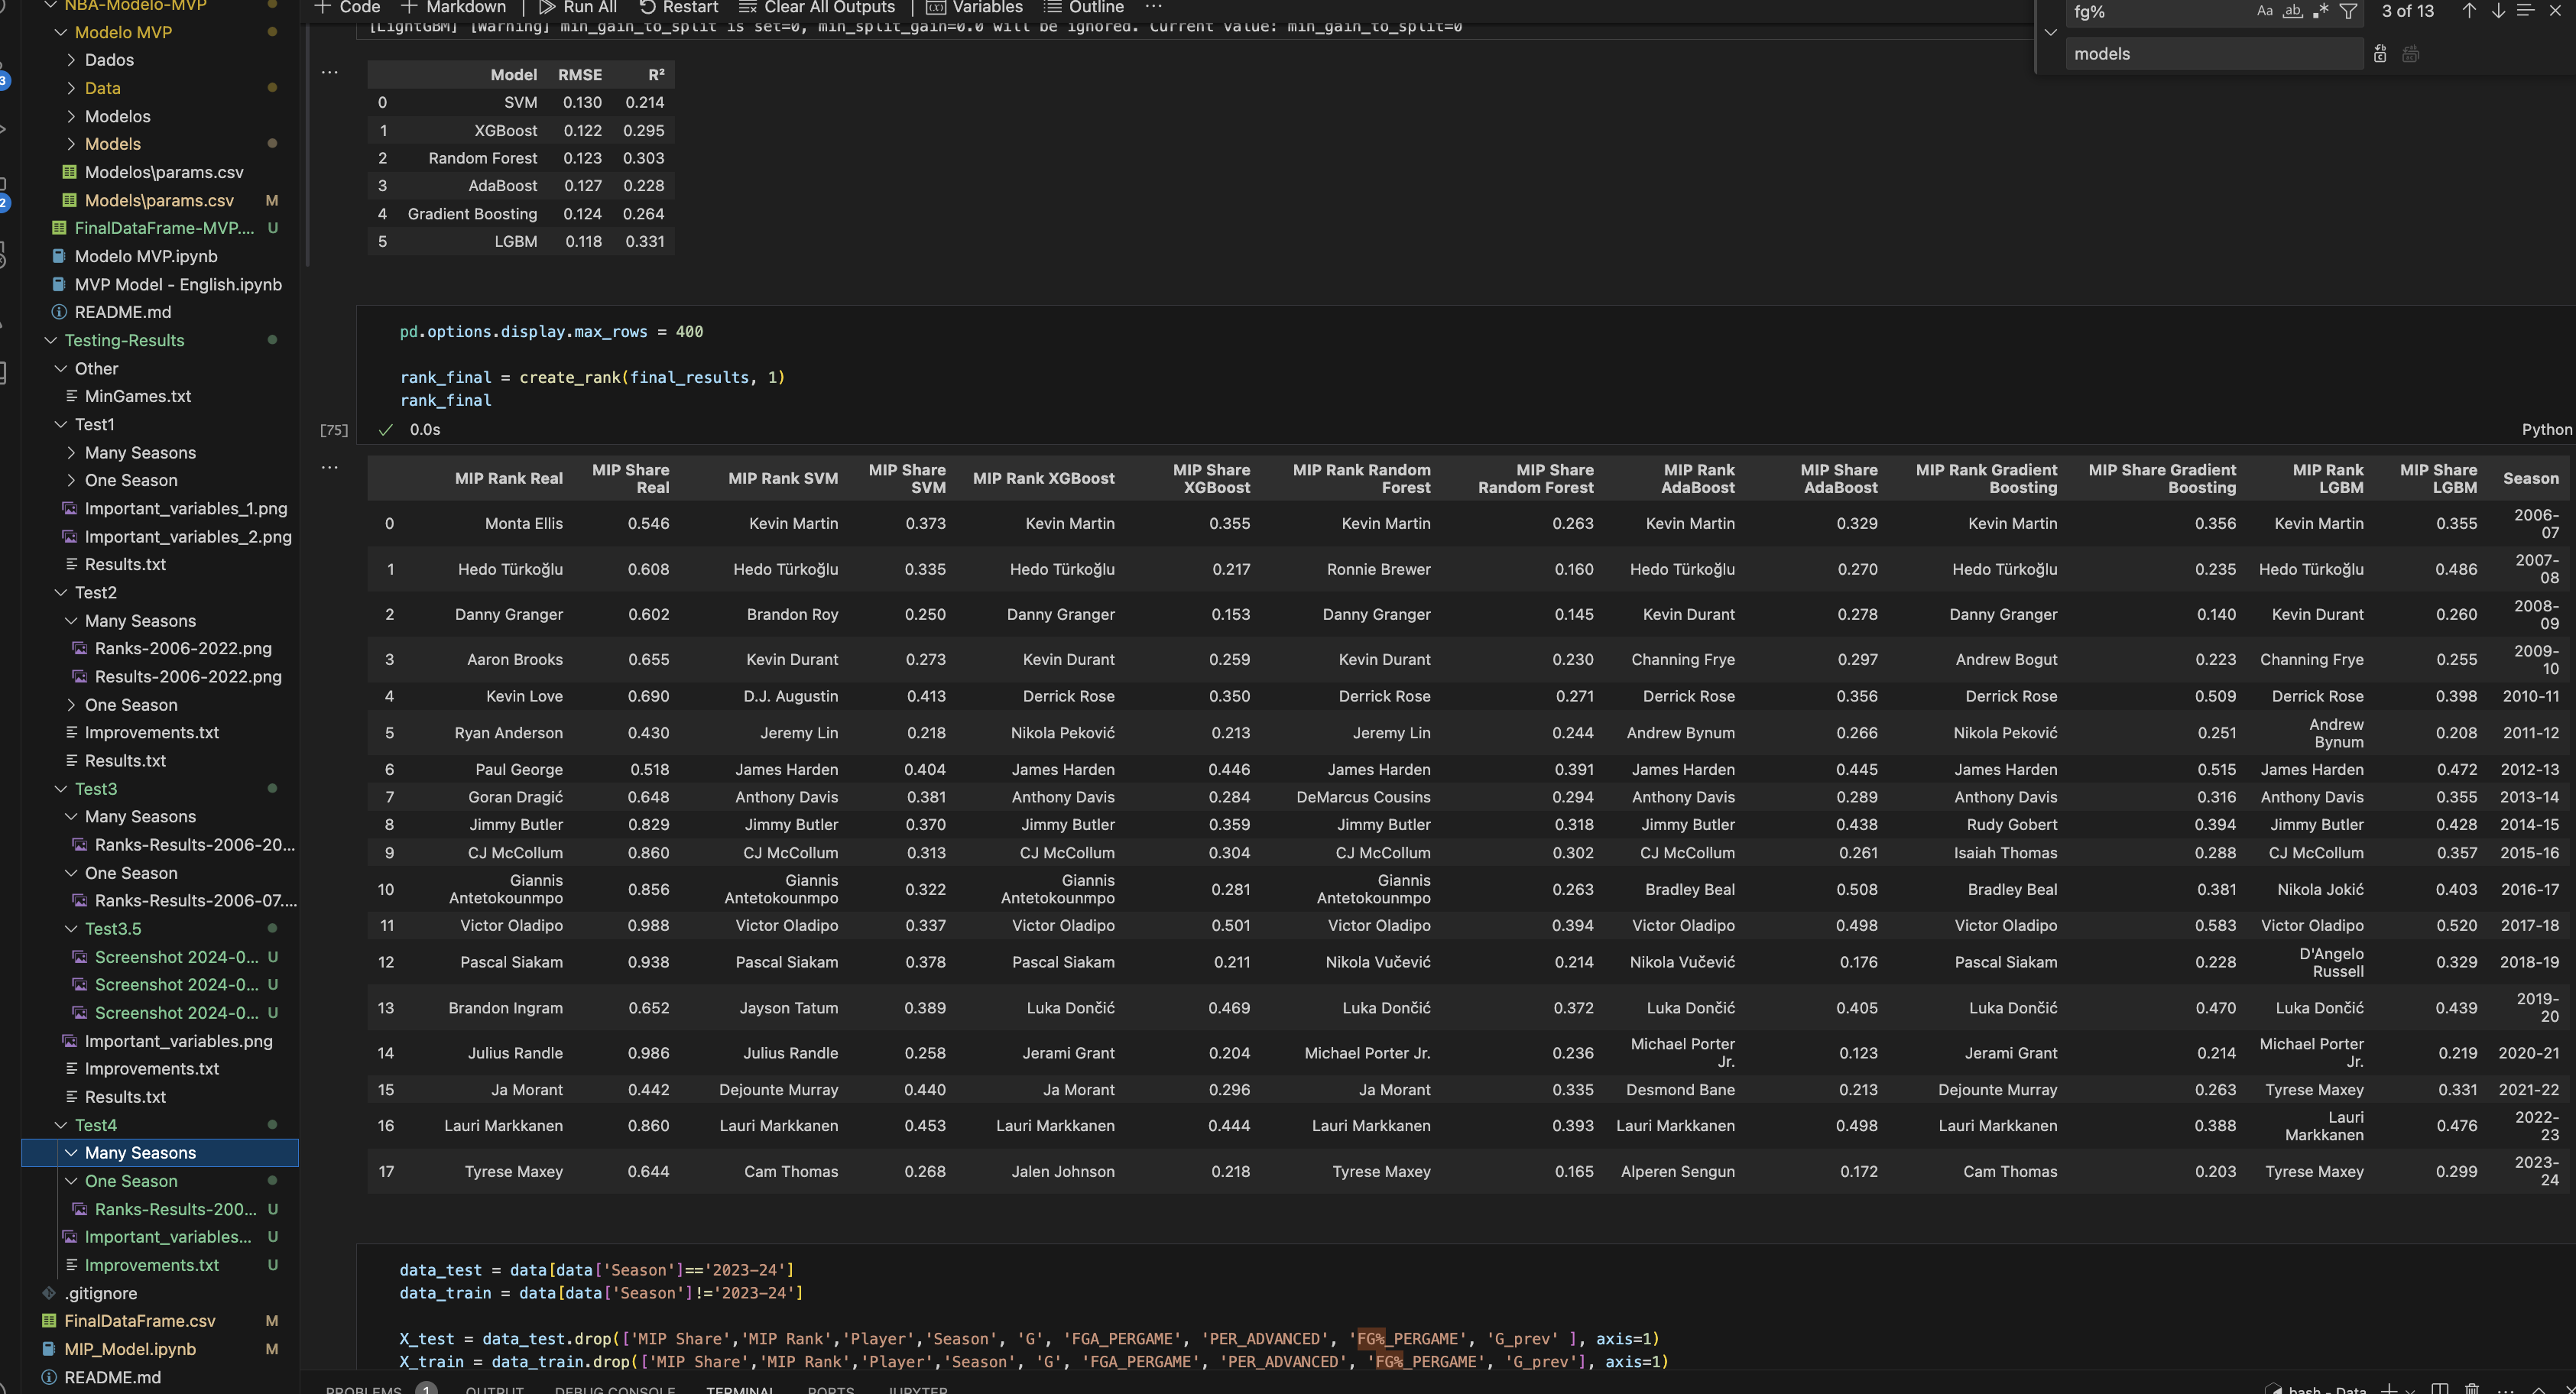 NBA-Modelo-MVP
Modelo MVP
Dados
Data
Modelos
Models
Modelos\params.csv
Models\params.csv M
FinalDataFrame-MVP.... U
Modelo MVP.ipynb
MVP Model - English.ipynb
README.md
Testing-Results
Other
MinGames.txt
Test1
Many Seasons
One Season
Important_variables_1.png
Important_variables_2.png
Results.txt
Test2
Many Seasons
Ranks-2006-2022.png
Results-2006-2022.png
One Season
Improvements.txt
Results.txt
Test3
Many Seasons
Ranks-Results-2006-20...
One Season
Ranks-Results-2006-07....
Test3.5
Screenshot 2024-0... U
Screenshot 2024-0... U
Screenshot 2024-0... U
Important_variables.png
Improvements.txt
Results.txt
Test4
Many Seasons
One Season
Ranks-Results-200... U
Important_variables... U
Improvements.txt U
.gitignore
FinalDataFrame.csv M
MIP_Model.ipynb M
README.md
3
2
+ Code + Markdown | Run All Restart Clear All Outputs | Variables Outline ...
fg% Aa ab .* 3 of 13
models
[LightGBM] [Warning] min_gain_to_split is set=0, min_split_gain=0.0 will be ignored. Current value: min_gain_to_split=0
...
Model RMSE R²
0 SVM 0.130 0.214
1 XGBoost 0.122 0.295
2 Random Forest 0.123 0.303
3 AdaBoost 0.127 0.228
4 Gradient Boosting 0.124 0.264
5 LGBM 0.118 0.331
pd.options.display.max_rows = 400
rank_final = create_rank(final_results, 1)
rank_final
[75] ✓ 0.0s Python
...
MIP Rank Real MIP Share Real MIP Rank SVM MIP Share SVM MIP Rank XGBoost MIP Share XGBoost MIP Rank Random Forest MIP Share Random Forest MIP Rank AdaBoost MIP Share AdaBoost MIP Rank Gradient Boosting MIP Share Gradient Boosting MIP Rank LGBM MIP Share LGBM Season
0 Monta Ellis 0.546 Kevin Martin 0.373 Kevin Martin 0.355 Kevin Martin 0.263 Kevin Martin 0.329 Kevin Martin 0.356 Kevin Martin 0.355 2006-07
1 Hedo Türkoğlu 0.608 Hedo Türkoğlu 0.335 Hedo Türkoğlu 0.217 Ronnie Brewer 0.160 Hedo Türkoğlu 0.270 Hedo Türkoğlu 0.235 Hedo Türkoğlu 0.486 2007-08
2 Danny Granger 0.602 Brandon Roy 0.250 Danny Granger 0.153 Danny Granger 0.145 Kevin Durant 0.278 Danny Granger 0.140 Kevin Durant 0.260 2008-09
3 Aaron Brooks 0.655 Kevin Durant 0.273 Kevin Durant 0.259 Kevin Durant 0.230 Channing Frye 0.297 Andrew Bogut 0.223 Channing Frye 0.255 2009-10
4 Kevin Love 0.690 D.J. Augustin 0.413 Derrick Rose 0.350 Derrick Rose 0.271 Derrick Rose 0.356 Derrick Rose 0.509 Derrick Rose 0.398 2010-11
5 Ryan Anderson 0.430 Jeremy Lin 0.218 Nikola Peković 0.213 Jeremy Lin 0.244 Andrew Bynum 0.266 Nikola Peković 0.251 Andrew Bynum 0.208 2011-12
6 Paul George 0.518 James Harden 0.404 James Harden 0.446 James Harden 0.391 James Harden 0.445 James Harden 0.515 James Harden 0.472 2012-13
7 Goran Dragić 0.648 Anthony Davis 0.381 Anthony Davis 0.284 DeMarcus Cousins 0.294 Anthony Davis 0.289 Anthony Davis 0.316 Anthony Davis 0.355 2013-14
8 Jimmy Butler 0.829 Jimmy Butler 0.370 Jimmy Butler 0.359 Jimmy Butler 0.318 Jimmy Butler 0.438 Rudy Gobert 0.394 Jimmy Butler 0.428 2014-15
9 CJ McCollum 0.860 CJ McCollum 0.313 CJ McCollum 0.304 CJ McCollum 0.302 CJ McCollum 0.261 Isaiah Thomas 0.288 CJ McCollum 0.357 2015-16
10 Giannis Antetokounmpo 0.856 Giannis Antetokounmpo 0.322 Giannis Antetokounmpo 0.281 Giannis Antetokounmpo 0.263 Bradley Beal 0.508 Bradley Beal 0.381 Nikola Jokić 0.403 2016-17
11 Victor Oladipo 0.988 Victor Oladipo 0.337 Victor Oladipo 0.501 Victor Oladipo 0.394 Victor Oladipo 0.498 Victor Oladipo 0.583 Victor Oladipo 0.520 2017-18
12 Pascal Siakam 0.938 Pascal Siakam 0.378 Pascal Siakam 0.211 Nikola Vučević 0.214 Nikola Vučević 0.176 Pascal Siakam 0.228 D'Angelo Russell 0.329 2018-19
13 Brandon Ingram 0.652 Jayson Tatum 0.389 Luka Dončić 0.469 Luka Dončić 0.372 Luka Dončić 0.405 Luka Dončić 0.470 Luka Dončić 0.439 2019-20
14 Julius Randle 0.986 Julius Randle 0.258 Jerami Grant 0.204 Michael Porter Jr. 0.236 Michael Porter Jr. 0.123 Jerami Grant 0.214 Michael Porter Jr. 0.219 2020-21
15 Ja Morant 0.442 Dejounte Murray 0.440 Ja Morant 0.296 Ja Morant 0.335 Desmond Bane 0.213 Dejounte Murray 0.263 Tyrese Maxey 0.331 2021-22
16 Lauri Markkanen 0.860 Lauri Markkanen 0.453 Lauri Markkanen 0.444 Lauri Markkanen 0.393 Lauri Markkanen 0.498 Lauri Markkanen 0.388 Lauri Markkanen 0.476 2022-23
17 Tyrese Maxey 0.644 Cam Thomas 0.268 Jalen Johnson 0.218 Tyrese Maxey 0.165 Alperen Sengun 0.172 Cam Thomas 0.203 Tyrese Maxey 0.299 2023-24
data_test = data[data['Season']=='2023-24']
data_train = data[data['Season']!='2023-24']
X_test = data_test.drop(['MIP Share','MIP Rank','Player','Season', 'G', 'FGA_PERGAME', 'PER_ADVANCED', 'FG%_PERGAME', 'G_prev' ], axis=1)
X_train = data_train.drop(['MIP Share','MIP Rank','Player','Season', 'G', 'FGA_PERGAME', 'PER_ADVANCED', 'FG%_PERGAME', 'G_prev'], axis=1)
PROBLEMS 1 OUTPUT DEBUG CONSOLE TERMINAL PORTS JUPYTER bash - Data